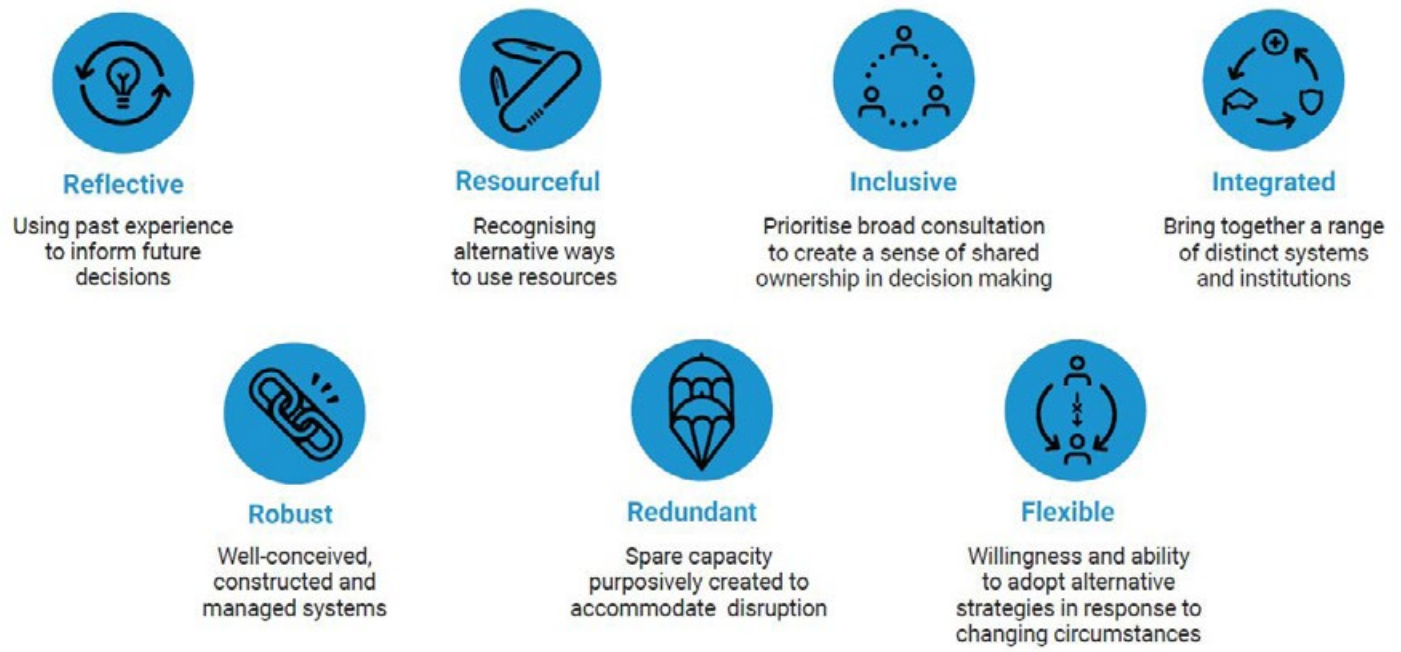 Reflective
Using past experience
to inform future
decisions
Resourceful
Recognising
alternative ways
to use resources
Inclusive
Prioritise broad consultation
to create a sense of shared
ownership in decision making
Integrated
Bring together a range
of distinct systems
and institutions
Robust
Well-conceived,
constructed and
managed systems
Redundant
Spare capacity
purposively created to
accommodate disruption
Flexible
Willingness and ability
to adopt alternative
strategies in response to
changing circumstances